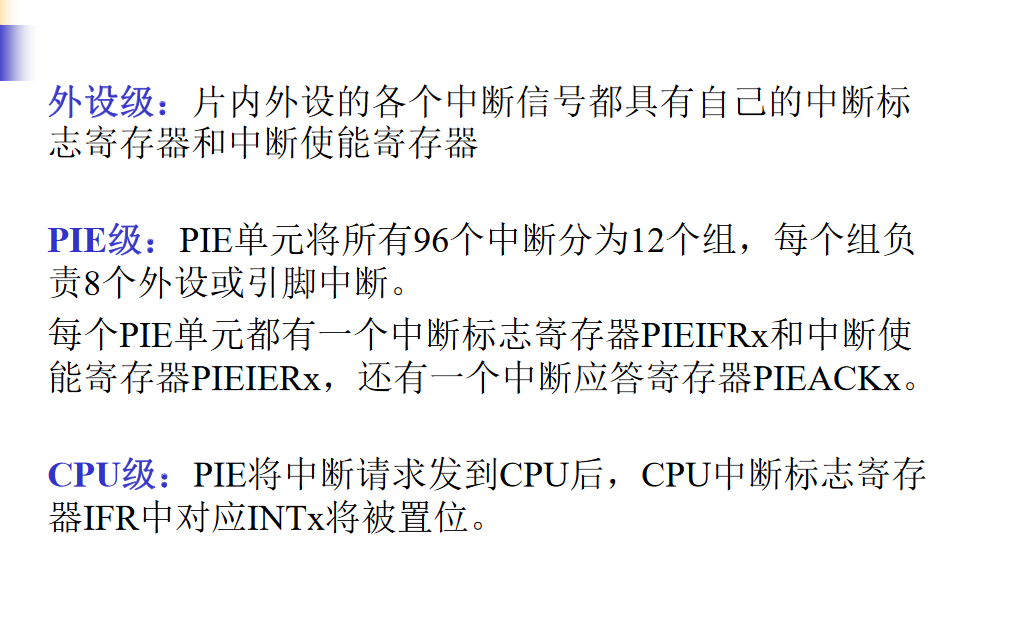 外设级：片内外设的各个中断信号都具有自己的中断标
志寄存器和中断使能寄存器
PIE级：PIE单元将所有96个中断分为12个组，每个组负
责8个外设或引脚中断。
每个PIE单元都有一个中断标志寄存器PIEIFRx和中断使
能寄存器PIEIERx，还有一个中断应答寄存器PIEACKx。
CPU级：PIE将中断请求发到CPU后，CPU中断标志寄存
器IFR中对应INTx将被置位。